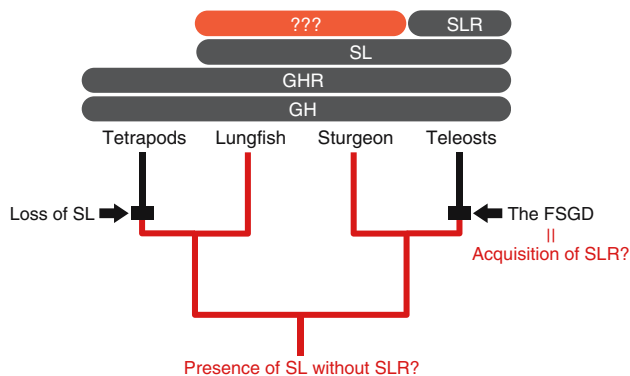 ??? SLR
SL
GHR
GH
Tetrapods Lungfish Sturgeon Teleosts
Loss of SL The FSGD
||
Acquisition of SLR?
Presence of SL without SLR?